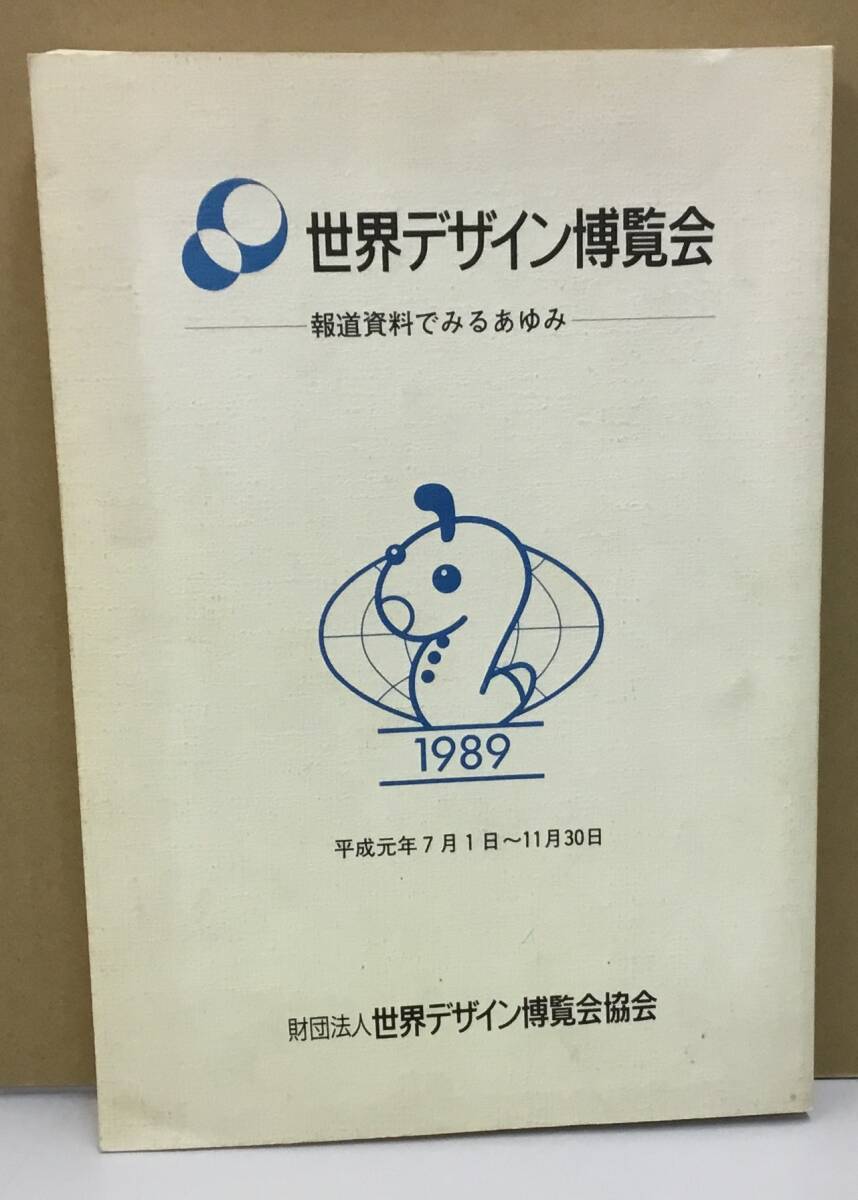 世界デザイン博覧会
報道資料でみるあゆみ
1989
平成元年7月1日〜11月30日
財団法人世界デザイン博覧会協会